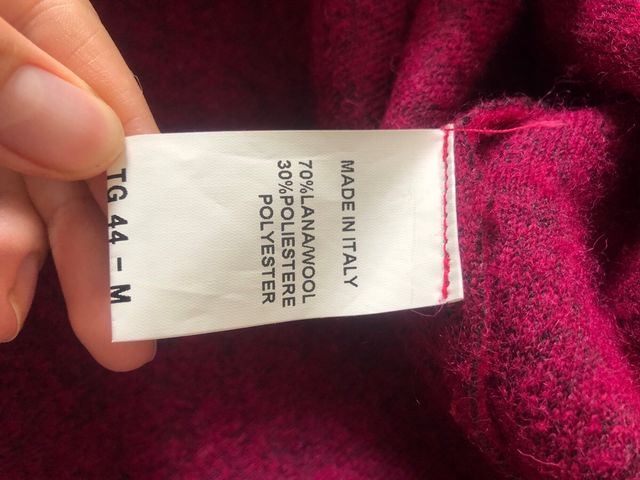 MADE IN ITALY
70%LANA/WOOL
30%POLIESTERE
POLYESTER
TG 44 - M